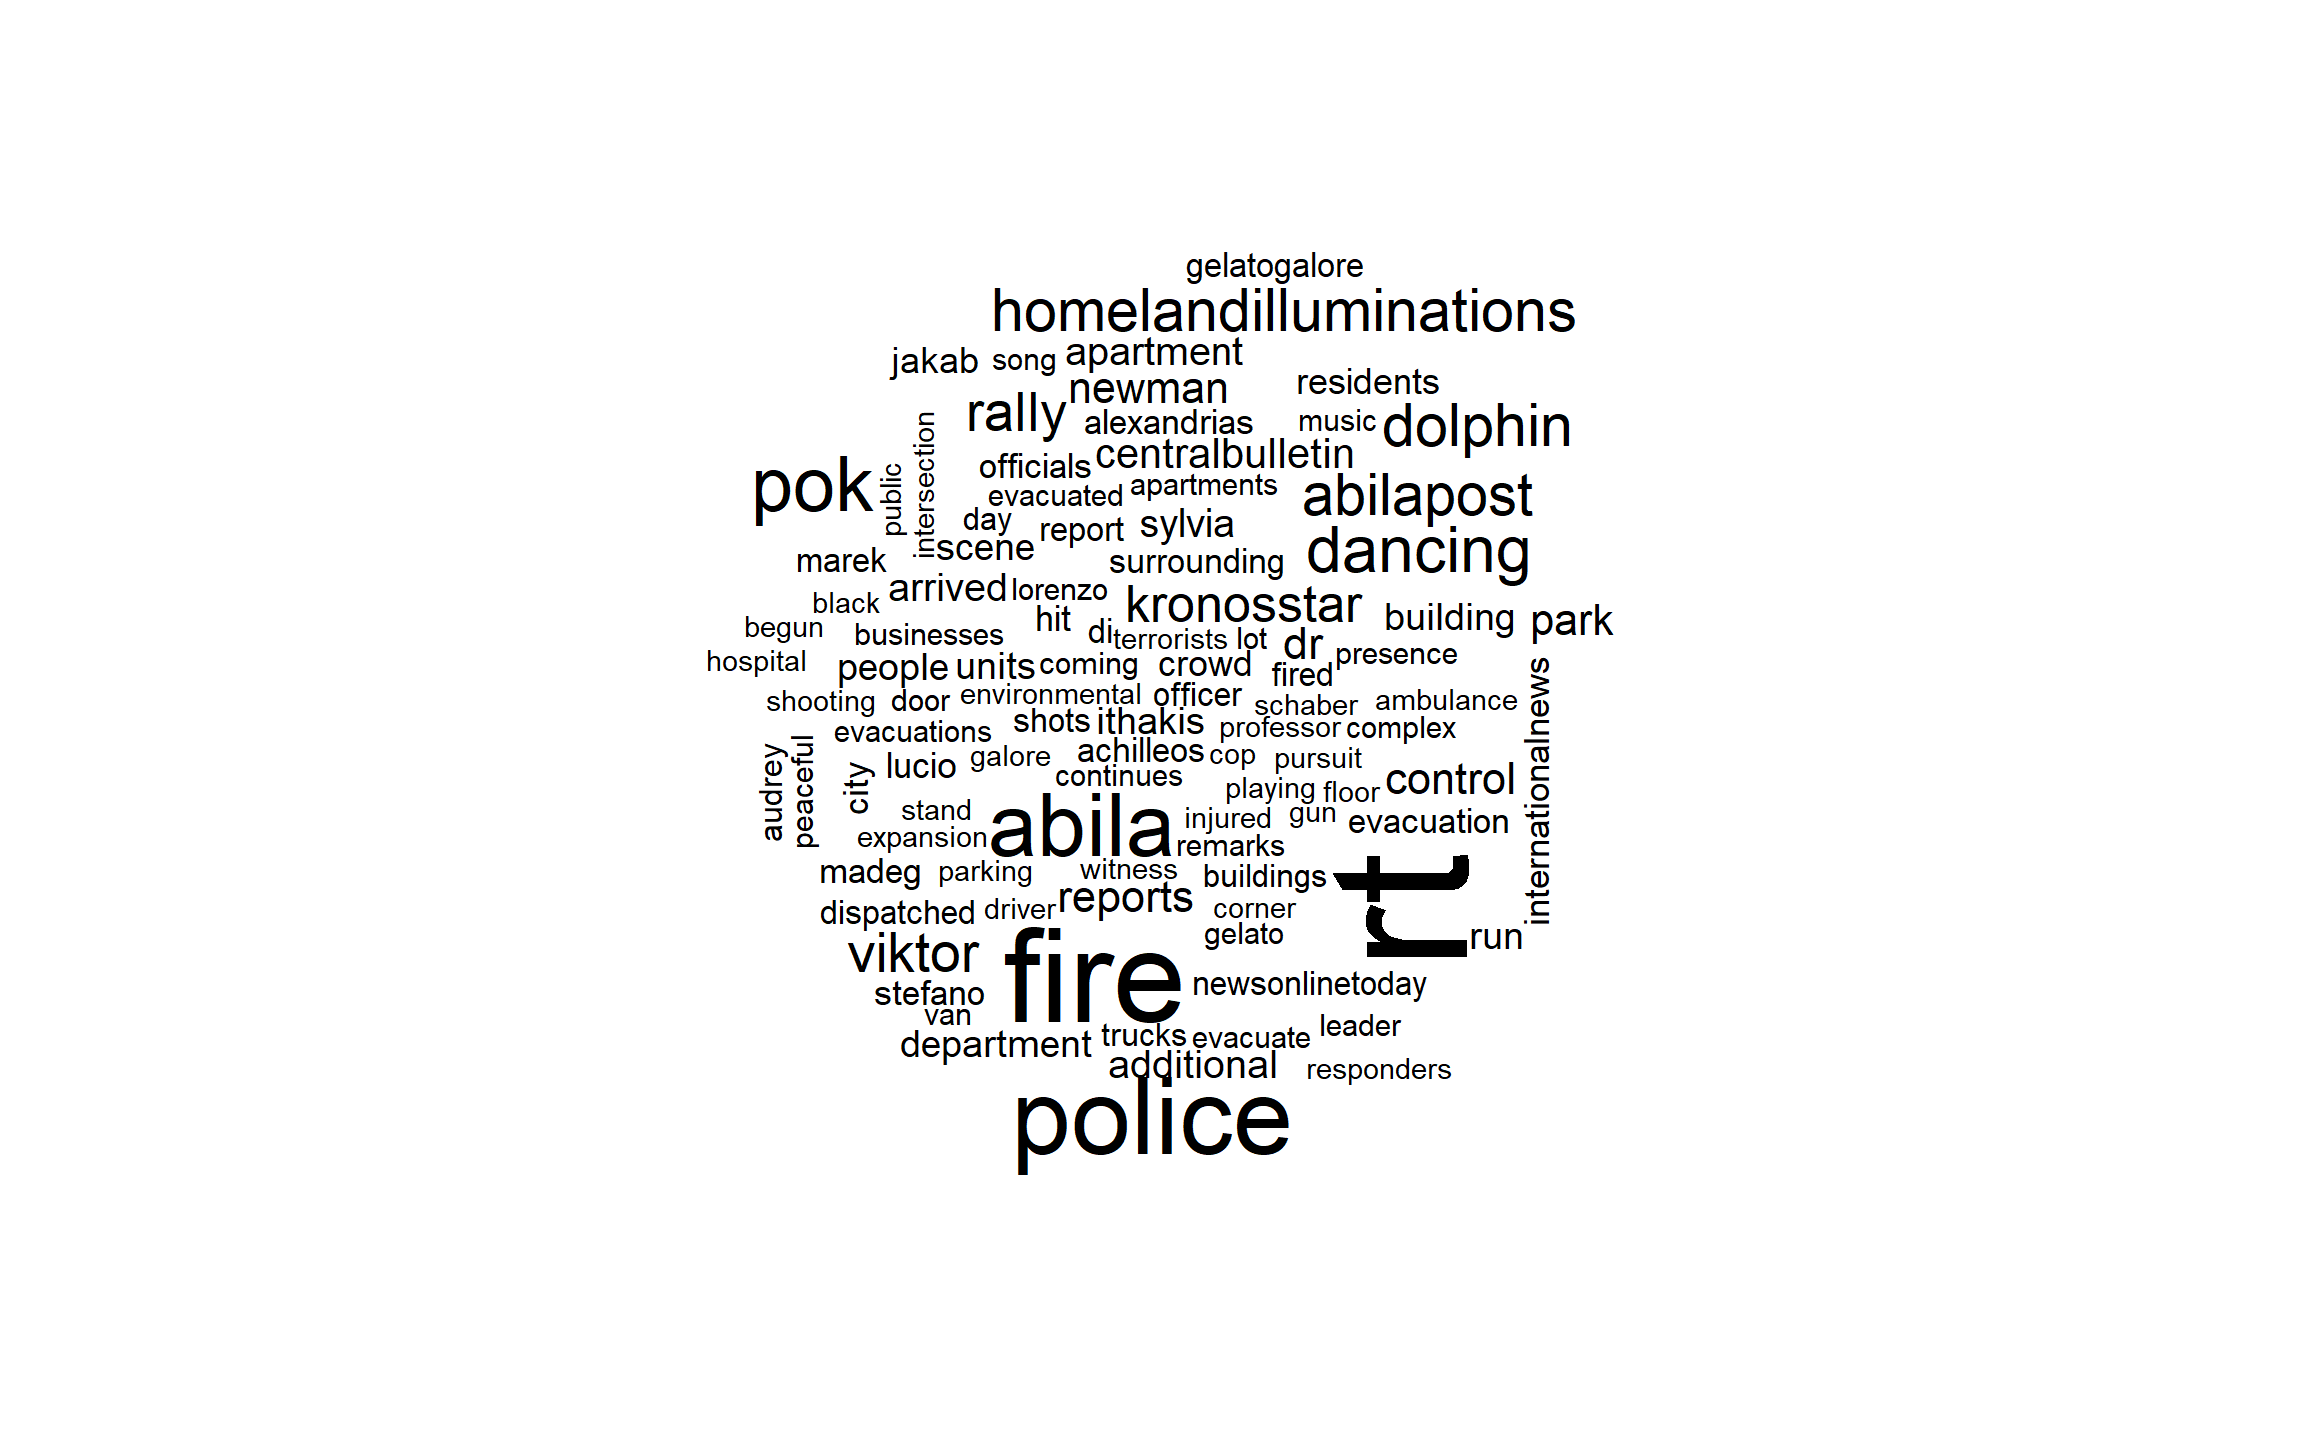 gelatogalore
homelandilluminations
jakab song apartment
newman residents
rally alexandrias music dolphin
intersection
officials centralbulletin
pok public evacuated apartments abilapost
day report sylvia
scene dancing
marek surrounding
arrived lorenzo
black hit kronosstar building park
begun businesses di terrorists lot dr
hospital people units coming crowd fired presence
internationalnews
shooting door environmental officer schaber ambulance
evacuations shots ithakis professor complex
audrey peaceful city lucio galore achilleos cop pursuit
continues playing floor control
stand abila injured gun evacuation
expansion remarks
madeg parking witness buildings rt
dispatched driver reports corner
gelato run
viktor fire newsonlinetoday
stefano
van trucks evacuate leader
department additional responders
police